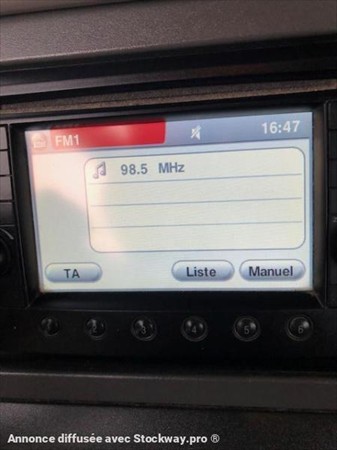 FM1 16:47
98.5 MHz
TA Liste Manuel
Annonce diffusée avec Stockway.pro ®